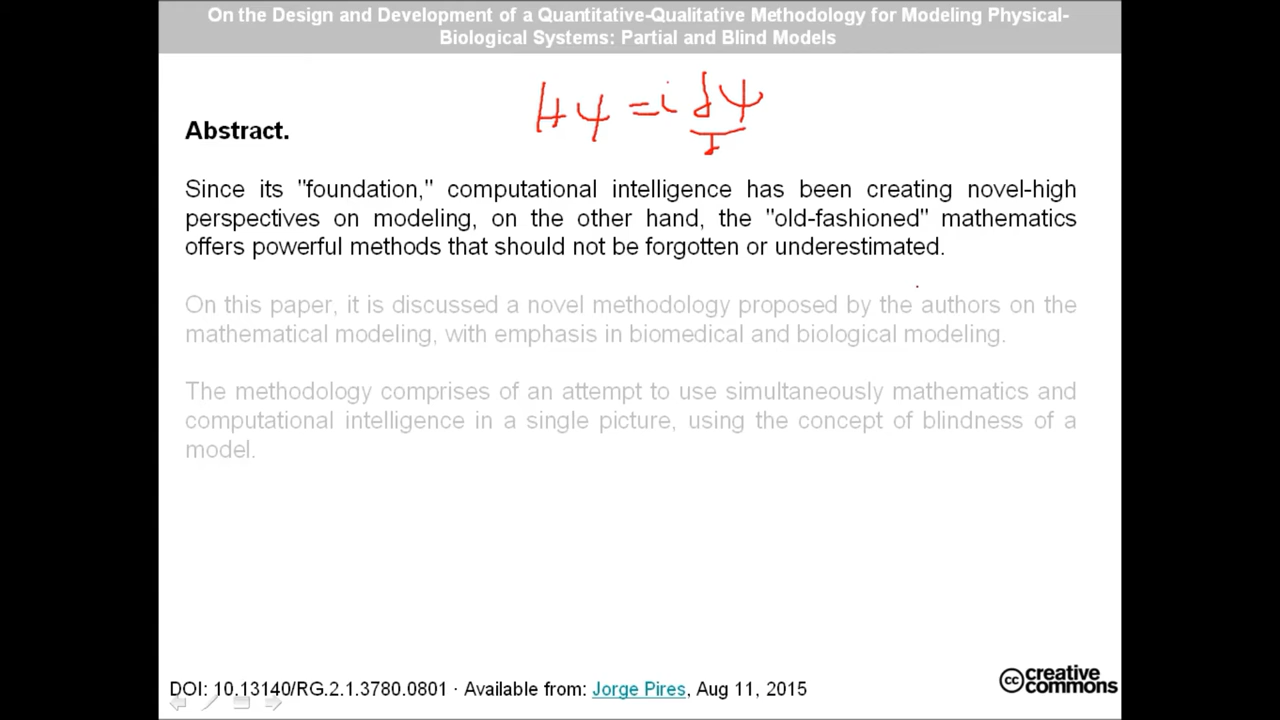 On the Design and Development of a Quantitative-Qualitative Methodology for Modeling Physical-
Biological Systems: Partial and Blind Models
Hψ = i ∂ψ
Abstract.
Since its "foundation," computational intelligence has been creating novel-high
perspectives on modeling, on the other hand, the "old-fashioned" mathematics
offers powerful methods that should not be forgotten or underestimated.
On this paper, it is discussed a novel methodology proposed by the authors on the
mathematical modeling, with emphasis in biomedical and biological modeling.
The methodology comprises of an attempt to use simultaneously mathematics and
computational intelligence in a single picture, using the concept of blindness of a
model.
DOI: 10.13140/RG.2.1.3780.0801 · Available from: Jorge Pires, Aug 11, 2015
cc creative
commons